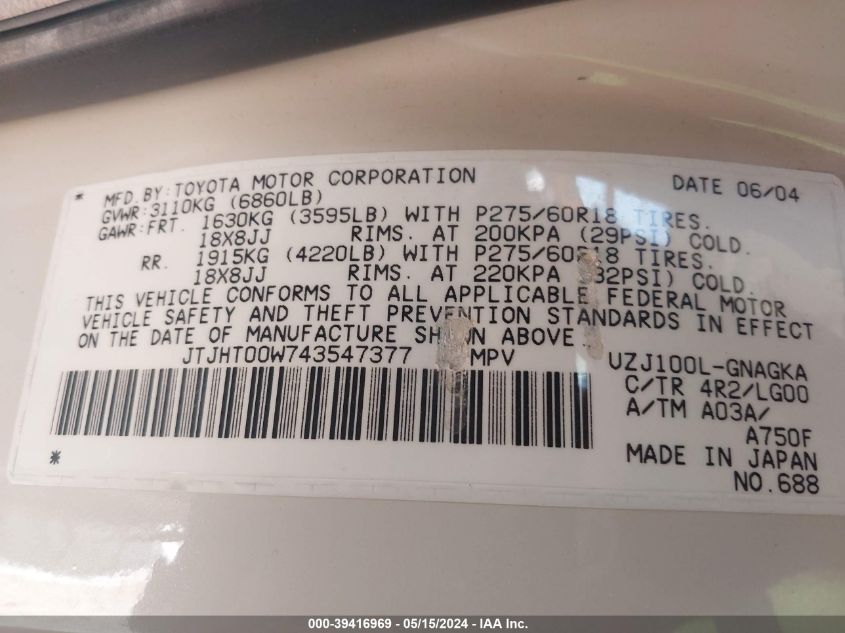 * MFD.BY:TOYOTA MOTOR CORPORATION DATE 06/04
GVWR:3110KG (6860LB)
GAWR:FRT. 1630KG (3595LB) WITH P275/60R18 TIRES.
18X8JJ RIMS. AT 200KPA (29PSI) COLD.
RR. 1915KG (4220LB) WITH P275/60R18 TIRES.
18X8JJ RIMS. AT 220KPA (32PSI) COLD.
THIS VEHICLE CONFORMS TO ALL APPLICABLE FEDERAL MOTOR
VEHICLE SAFETY AND THEFT PREVENTION STANDARDS IN EFFECT
ON THE DATE OF MANUFACTURE SHOWN ABOVE.
JTJHT00W743547377 MPV UZJ100L-GNAGKA
C/TR 4R2/LG00
A/TM A03A/
A750F
* MADE IN JAPAN
NO.688
000-39416969 - 05/15/2024 - IAA Inc.